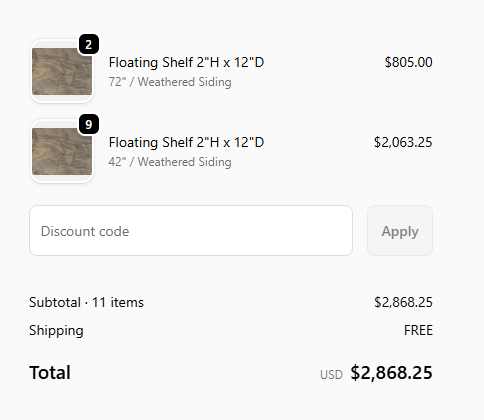 2
Floating Shelf 2"H x 12"D
$805.00
72" / Weathered Siding
9
Floating Shelf 2"H x 12"D
$2,063.25
42" / Weathered Siding
Discount code
Apply
Subtotal · 11 items
$2,868.25
Shipping
FREE
Total
USD $2,868.25